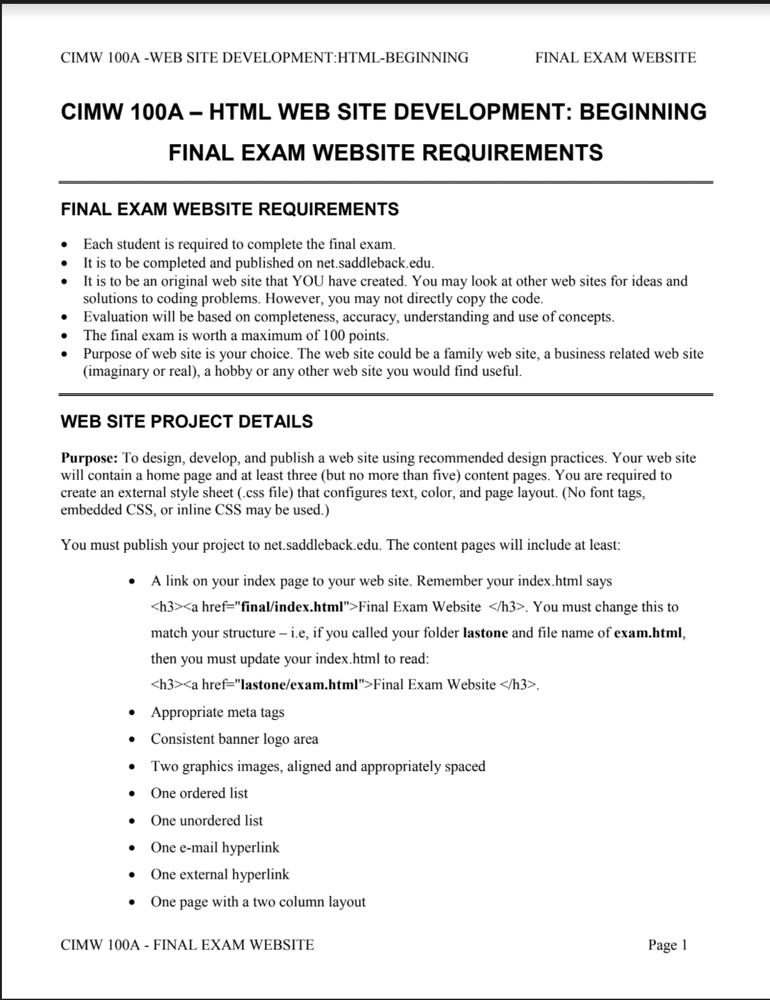 CIMW 100A -WEB SITE DEVELOPMENT:HTML-BEGINNING FINAL EXAM WEBSITE
CIMW 100A – HTML WEB SITE DEVELOPMENT: BEGINNING
FINAL EXAM WEBSITE REQUIREMENTS
FINAL EXAM WEBSITE REQUIREMENTS
• Each student is required to complete the final exam.
• It is to be completed and published on net.saddleback.edu.
• It is to be an original web site that YOU have created. You may look at other web sites for ideas and
solutions to coding problems. However, you may not directly copy the code.
• Evaluation will be based on completeness, accuracy, understanding and use of concepts.
• The final exam is worth a maximum of 100 points.
• Purpose of web site is your choice. The web site could be a family web site, a business related web site
(imaginary or real), a hobby or any other web site you would find useful.
WEB SITE PROJECT DETAILS
Purpose: To design, develop, and publish a web site using recommended design practices. Your web site
will contain a home page and at least three (but no more than five) content pages. You are required to
create an external style sheet (.css file) that configures text, color, and page layout. (No font tags,
embedded CSS, or inline CSS may be used.)
You must publish your project to net.saddleback.edu. The content pages will include at least:
• A link on your index page to your web site. Remember your index.html says
<h3><a href="final/index.html">Final Exam Website </h3>. You must change this to
match your structure – i.e, if you called your folder lastone and file name of exam.html,
then you must update your index.html to read:
<h3><a href="lastone/exam.html">Final Exam Website </h3>.
• Appropriate meta tags
• Consistent banner logo area
• Two graphics images, aligned and appropriately spaced
• One ordered list
• One unordered list
• One e-mail hyperlink
• One external hyperlink
• One page with a two column layout
CIMW 100A - FINAL EXAM WEBSITE Page 1